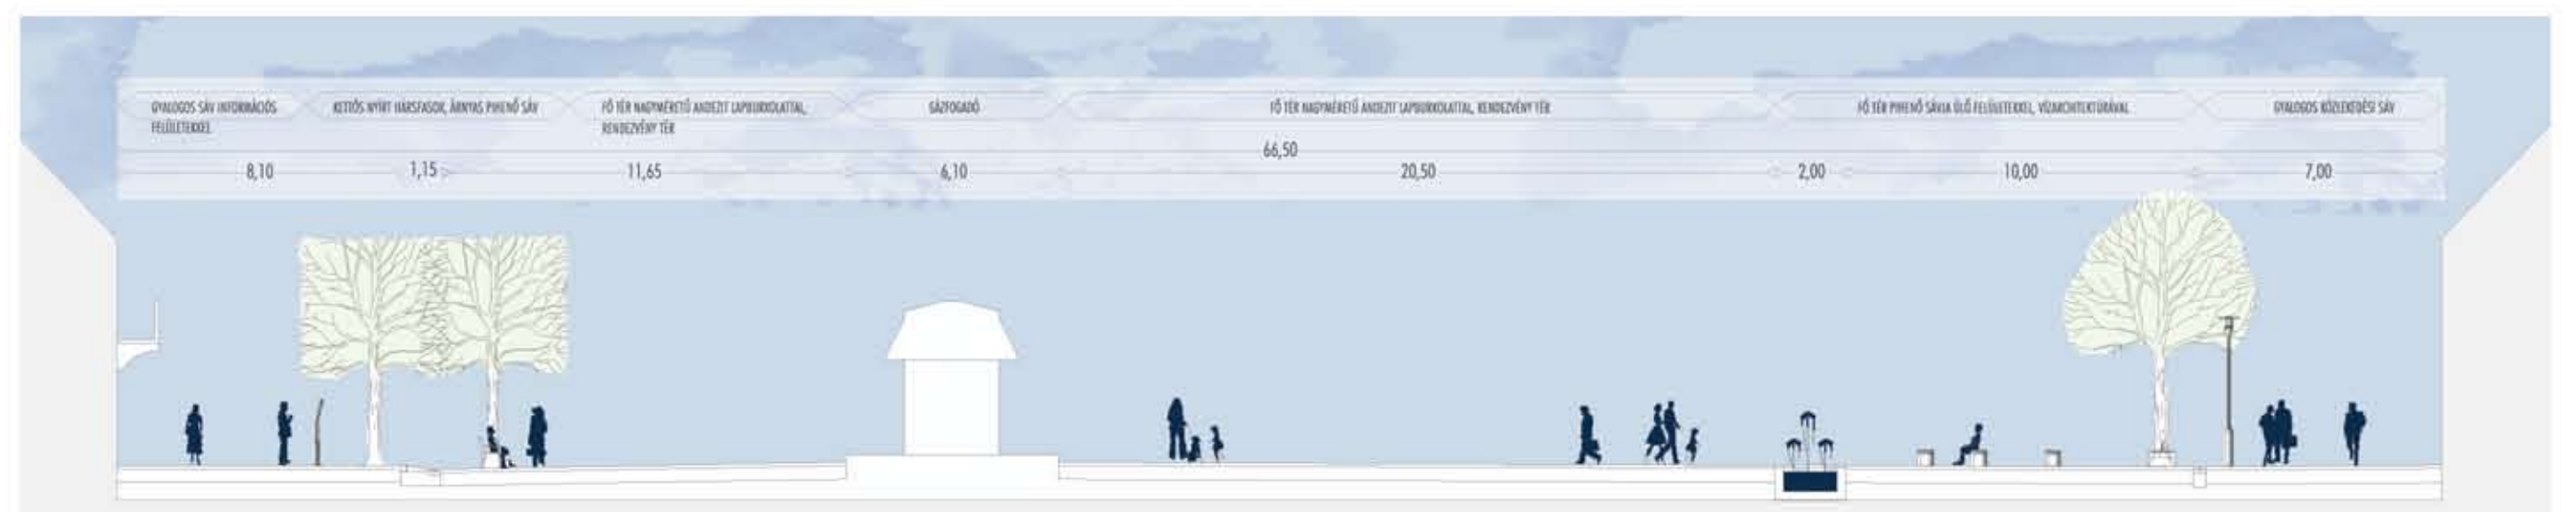 GYALOGOS SÁV INFORMÁCIÓS
FELÜLETEKKEL
KETTŐS NYÍRT HÁRSFASOR, ÁRNYAS PIHENŐ SÁV
FŐ TÉR NAGYMÉRETŰ ANDEZIT LAPBURKOLATTAL,
RENDEZVÉNY TÉR
GÁZFOGADÓ
FŐ TÉR NAGYMÉRETŰ ANDEZIT LAPBURKOLATTAL, RENDEZVÉNY TÉR
FŐ TÉR PIHENŐ SÁVJA ÜLŐ FELÜLETEKKEL, VÍZARCHITEKTÚRÁVAL
GYALOGOS KÖZLEKEDÉSI SÁV
66,50
8,10
1,15
11,65
6,10
20,50
2,00
10,00
7,00